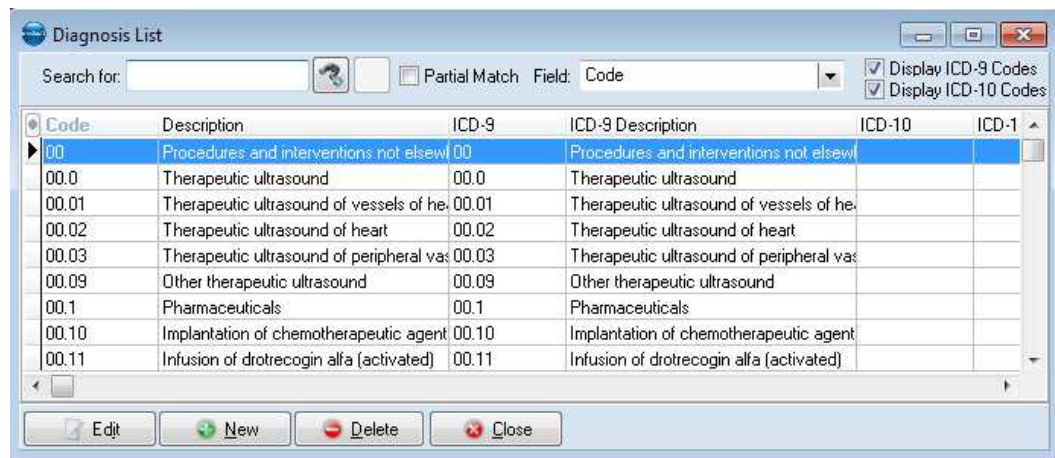 Diagnosis List
Search for: Partial Match Field: Code Display ICD-9 Codes
Display ICD-10 Codes
Code Description ICD-9 ICD-9 Description ICD-10 ICD-1
00 Procedures and interventions not elsewl 00 Procedures and interventions not elsewl
00.0 Therapeutic ultrasound 00.0 Therapeutic ultrasound
00.01 Therapeutic ultrasound of vessels of he 00.01 Therapeutic ultrasound of vessels of he
00.02 Therapeutic ultrasound of heart 00.02 Therapeutic ultrasound of heart
00.03 Therapeutic ultrasound of peripheral vas 00.03 Therapeutic ultrasound of peripheral vas
00.09 Other therapeutic ultrasound 00.09 Other therapeutic ultrasound
00.1 Pharmaceuticals 00.1 Pharmaceuticals
00.10 Implantation of chemotherapeutic agent 00.10 Implantation of chemotherapeutic agent
00.11 Infusion of drotrecogin alfa (activated) 00.11 Infusion of drotrecogin alfa (activated)
Edit New Delete Close